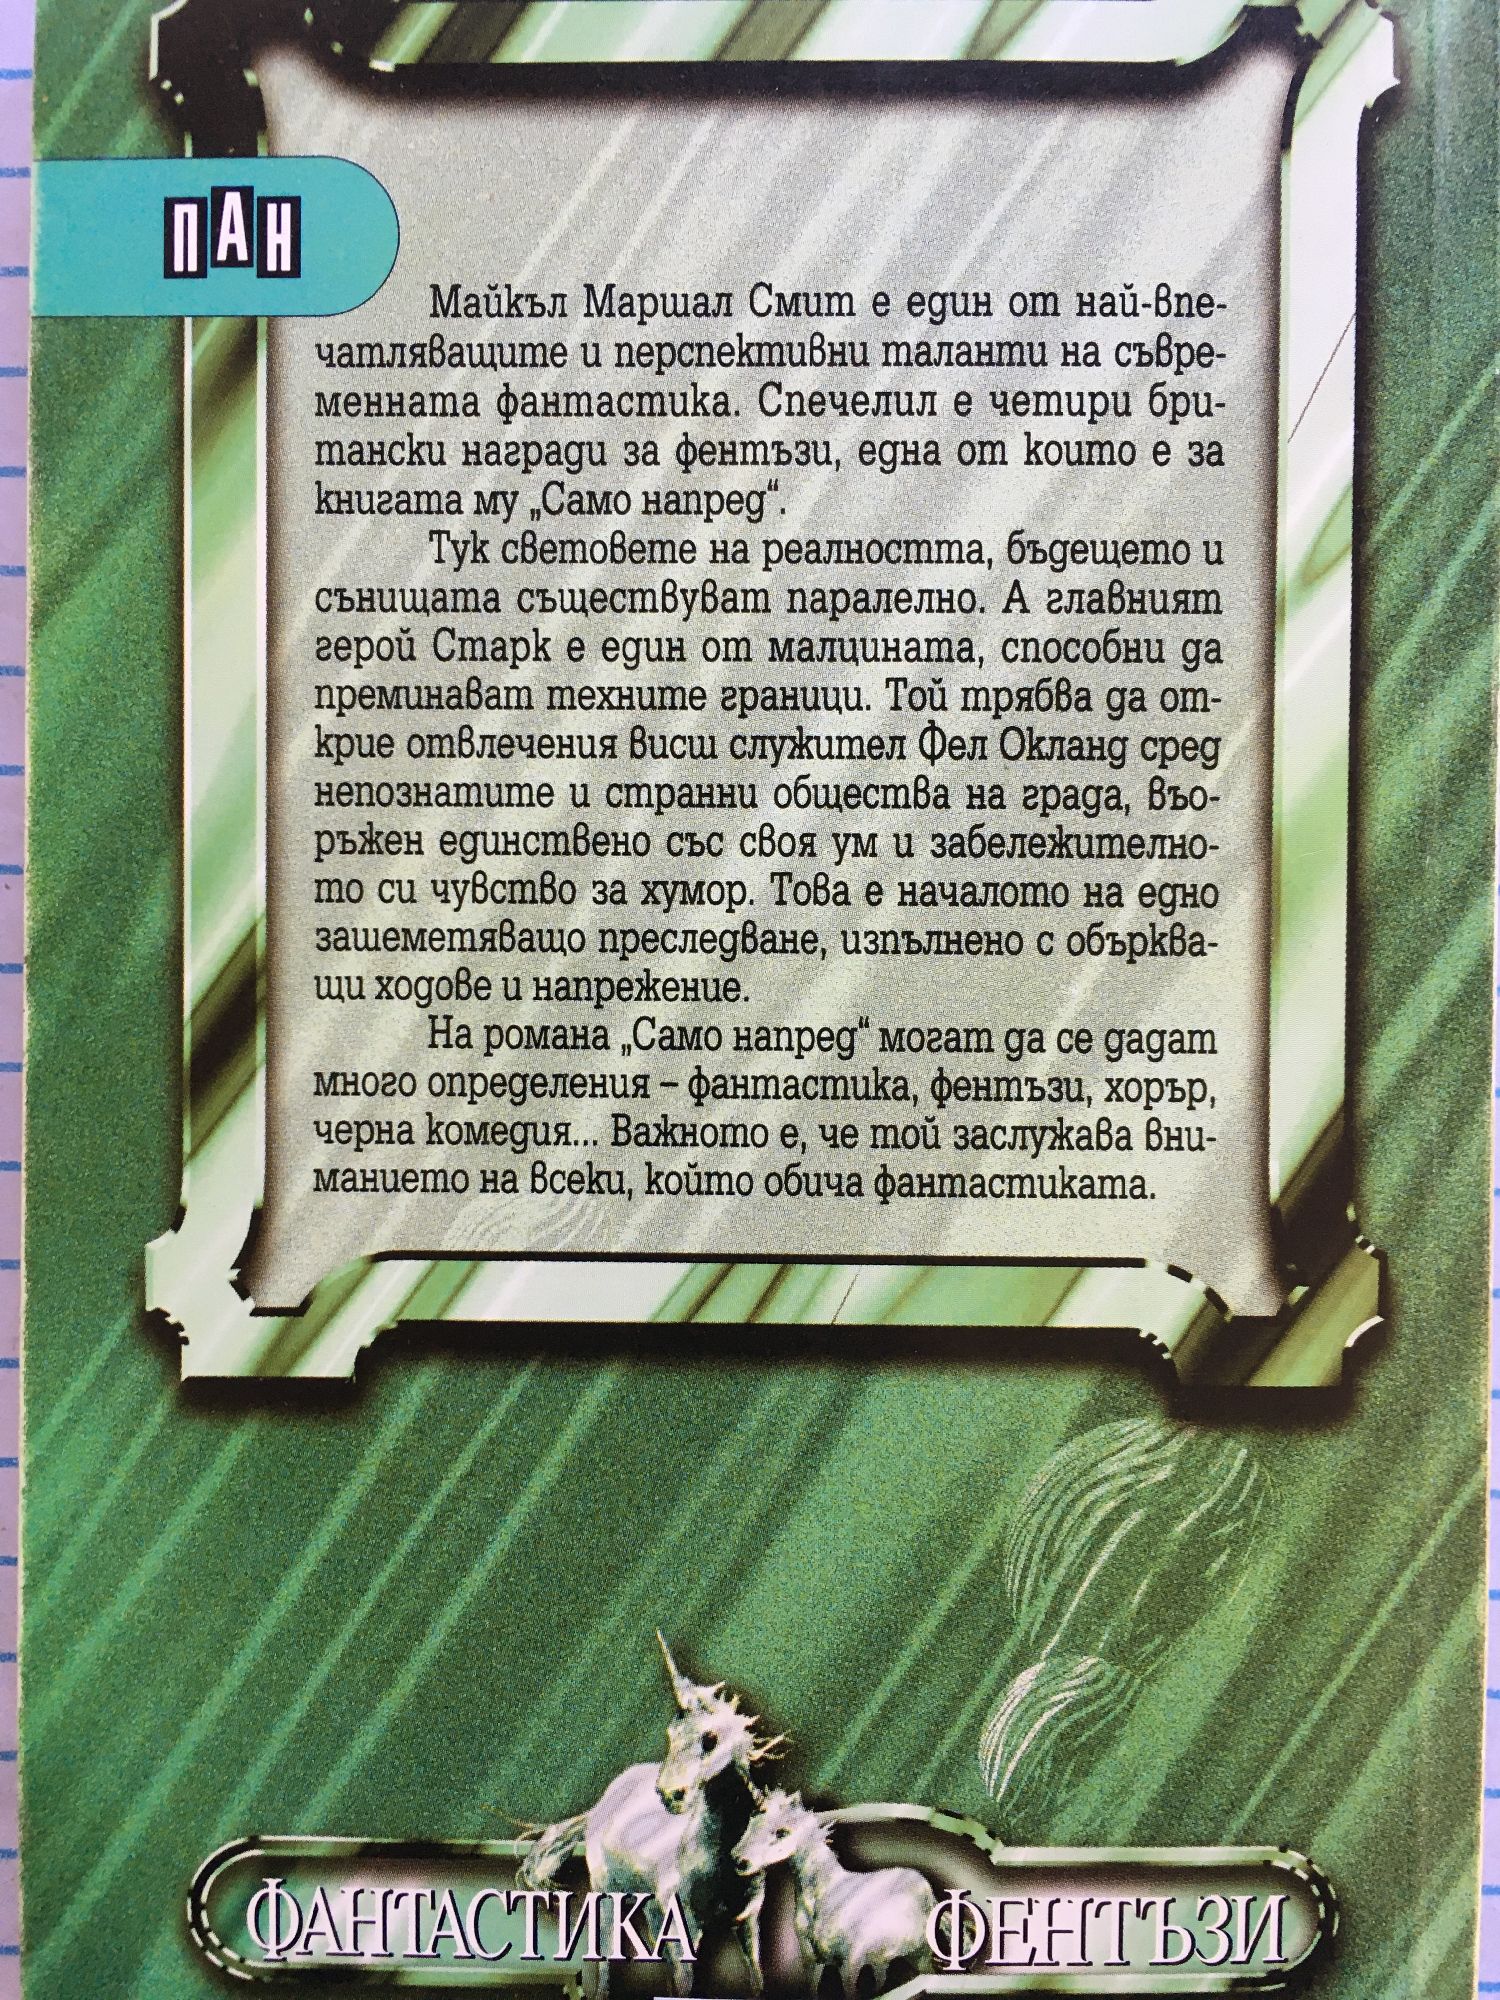 ПАН
Майкъл Маршал Смит е един от най-впе-
чатляващите и перспективни таланти на съвре-
менната фантастика. Спечелил е четири бри-
тански награди за фентъзи, една от които е за
книгата му „Само напред“.
Тук световете на реалността, бъдещето и
сънищата съществуват паралелно. А главният
герой Старк е един от малцината, способни да
преминават техните граници. Той трябва да от-
крие отвлечения висш служител Фел Окланд сред
непознатите и странни общества на града, въо-
ръжен единствено със своя ум и забележително-
то си чувство за хумор. Това е началото на едно
зашеметяващо преследване, изпълнено с обърква-
щи ходове и напрежение.
На романа „Само напред“ могат да се дадат
много определения – фантастика, фентъзи, хорър,
черна комедия... Важното е, че той заслужава вни-
манието на всеки, който обича фантастиката.
ФАНТАСТИКА ФЕНТЪЗИ